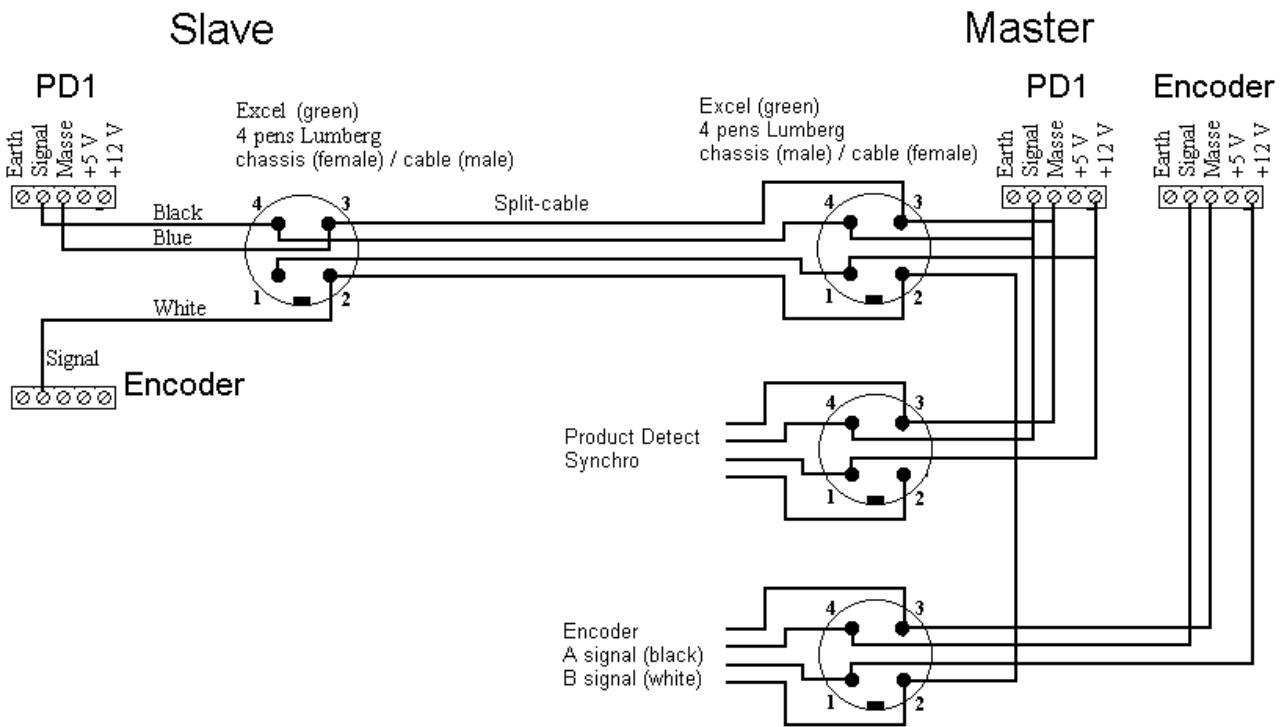 Slave
Master
PD1
PD1
Encoder
Earth
Signal
Masse
+5 V
+12 V
Excel (green)
4 pens Lumberg
chassis (female) / cable (male)
Excel (green)
4 pens Lumberg
chassis (male) / cable (female)
Earth
Signal
Masse
+5 V
+12 V
Earth
Signal
Masse
+5 V
+12 V
Black
Blue
4
3
1
2
Split-cable
4
3
1
2
White
Signal
Encoder
Product Detect
Synchro
4
3
1
2
Encoder
A signal (black)
B signal (white)
4
3
1
2